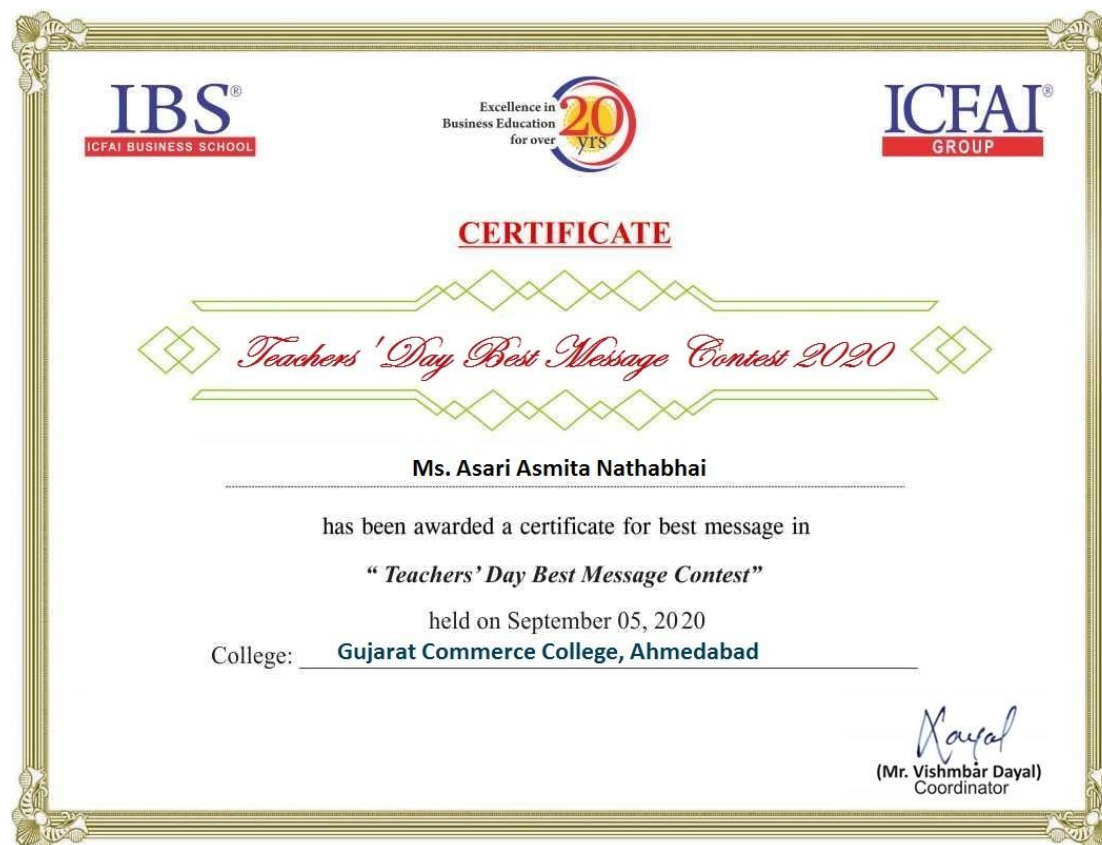 IBS®
ICFAI BUSINESS SCHOOL
Excellence in
Business Education
for over
20
yrs
ICFAI®
GROUP
CERTIFICATE
Teachers' Day Best Message Contest 2020
Ms. Asari Asmita Nathabhai
has been awarded a certificate for best message in
“ Teachers’ Day Best Message Contest”
held on September 05, 2020
College: Gujarat Commerce College, Ahmedabad
Dayal
(Mr. Vishmbar Dayal)
Coordinator